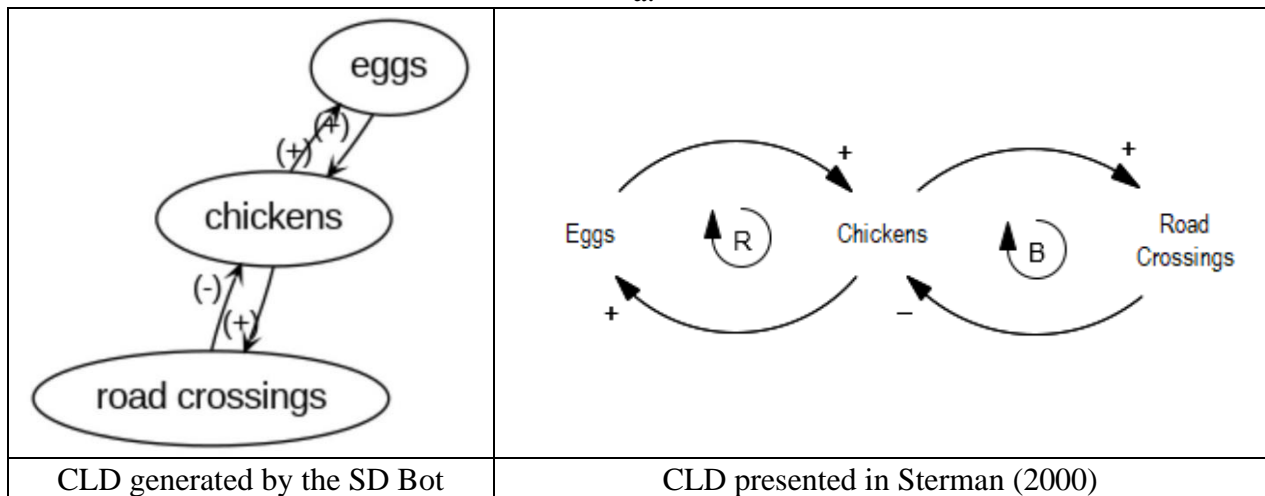 a.
eggs
(+) (+)
chickens
(-)
(+)
road crossings
+ +
Eggs R Chickens B Road
Crossings
+ –
CLD generated by the SD Bot
CLD presented in Sterman (2000)